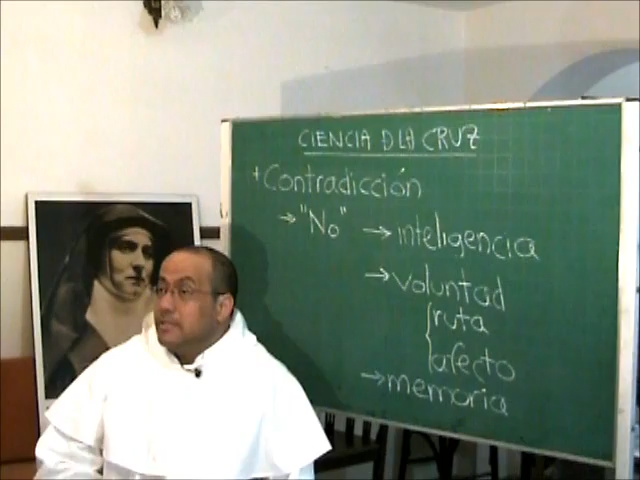 CIENCIA D LA CRUZ
+ Contradicción
→ "No" → inteligencia
→ voluntad
ruta
afecto
→ memoria